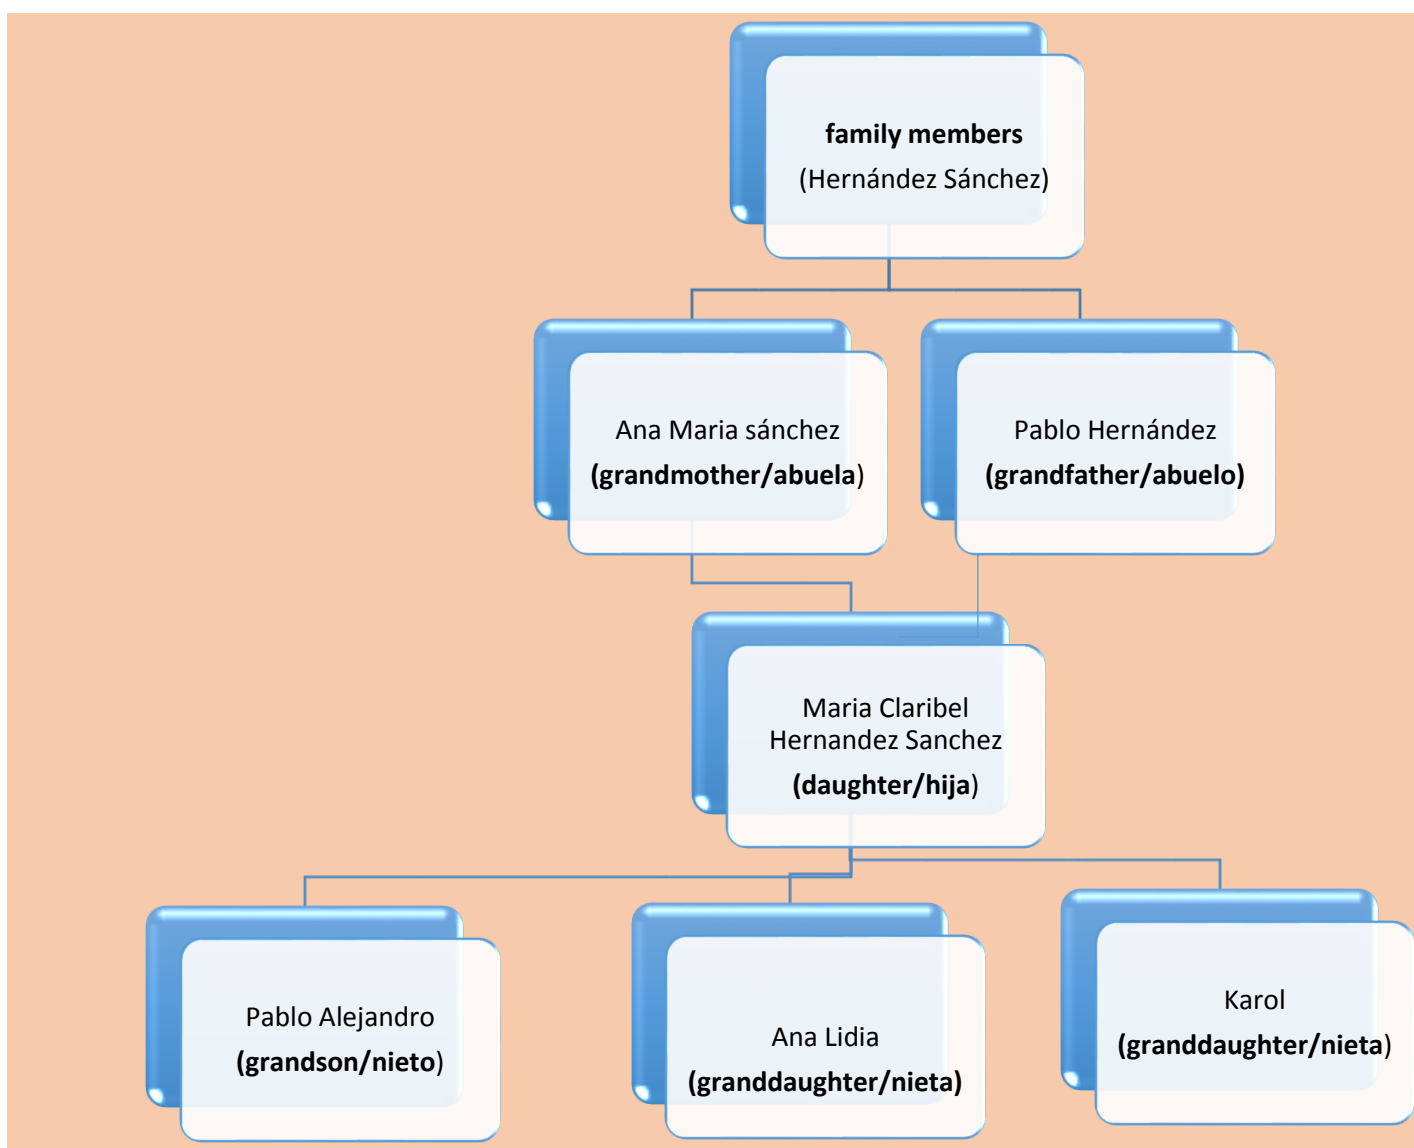 family members
(Hernández Sánchez)
Ana Maria sánchez
(grandmother/abuela)
Pablo Hernández
(grandfather/abuelo)
Maria Claribel
Hernandez Sanchez
(daughter/hija)
Pablo Alejandro
(grandson/nieto)
Ana Lidia
(granddaughter/nieta)
Karol
(granddaughter/nieta)